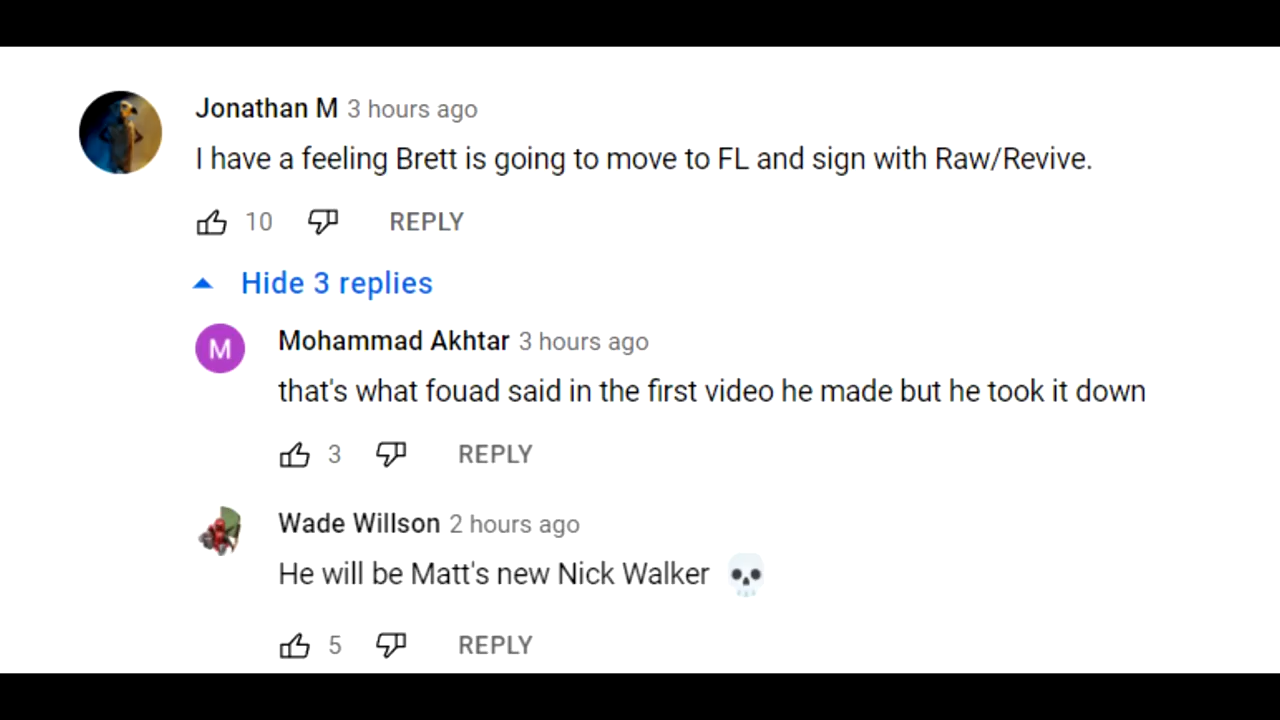 Jonathan M 3 hours ago
I have a feeling Brett is going to move to FL and sign with Raw/Revive.
10 REPLY
Hide 3 replies
M
Mohammad Akhtar 3 hours ago
that's what fouad said in the first video he made but he took it down
3 REPLY
Wade Willson 2 hours ago
He will be Matt's new Nick Walker 💀
5 REPLY